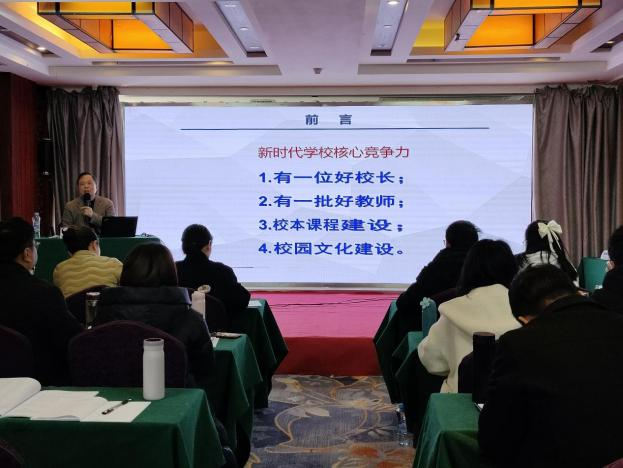 前 言
新时代学校核心竞争力
1.有一位好校长；
2.有一批好教师；
3.校本课程建设；
4.校园文化建设。